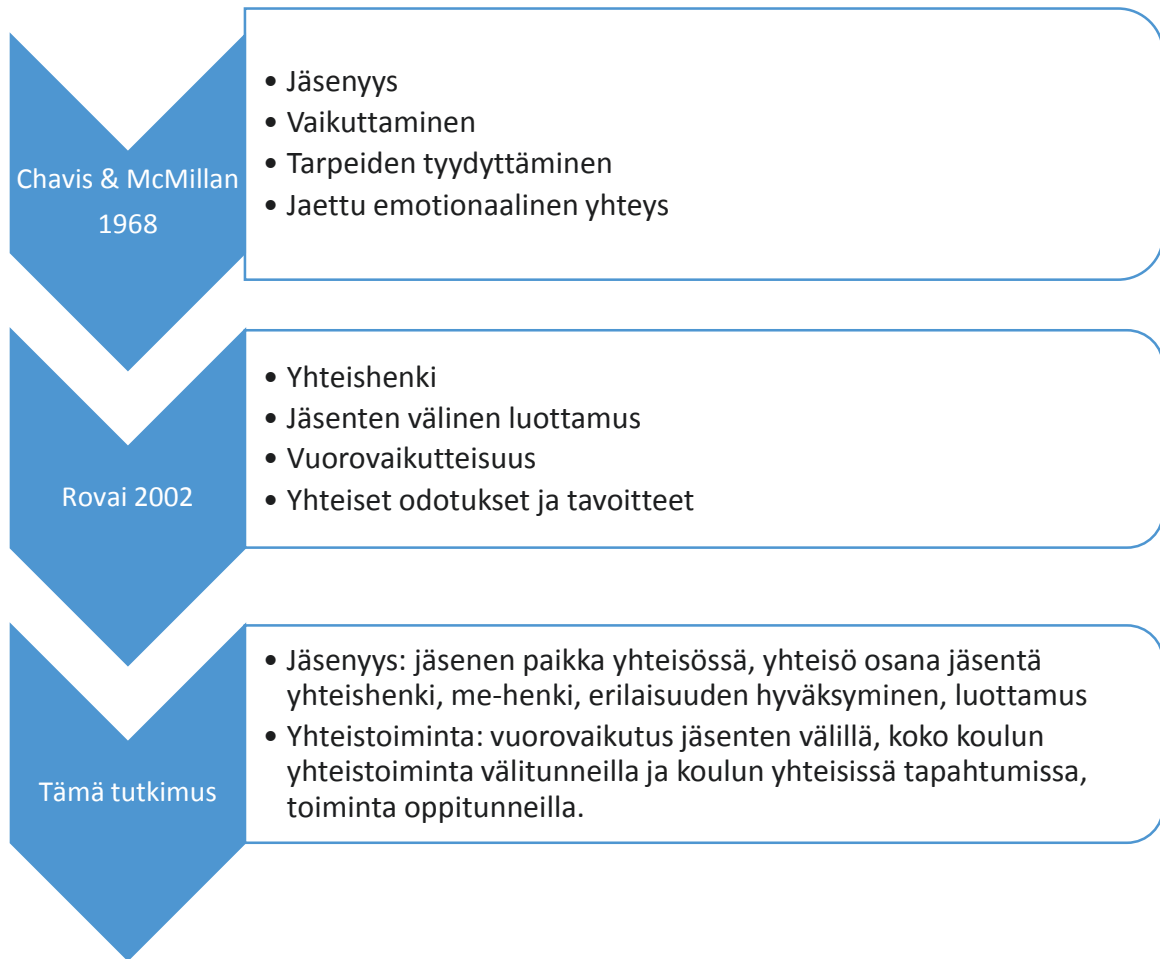 Chavis & McMillan
1968
• Jäsenyys
• Vaikuttaminen
• Tarpeiden tyydyttäminen
• Jaettu emotionaalinen yhteys
Rovai 2002
• Yhteishenki
• Jäsenten välinen luottamus
• Vuorovaikutteisuus
• Yhteiset odotukset ja tavoitteet
Tämä tutkimus
• Jäsenyys: jäsenen paikka yhteisössä, yhteisö osana jäsentä
yhteishenki, me-henki, erilaisuuden hyväksyminen, luottamus
• Yhteistoiminta: vuorovaikutus jäsenten välillä, koko koulun
yhteistoiminta välitunneilla ja koulun yhteisissä tapahtumissa,
toiminta oppitunneilla.